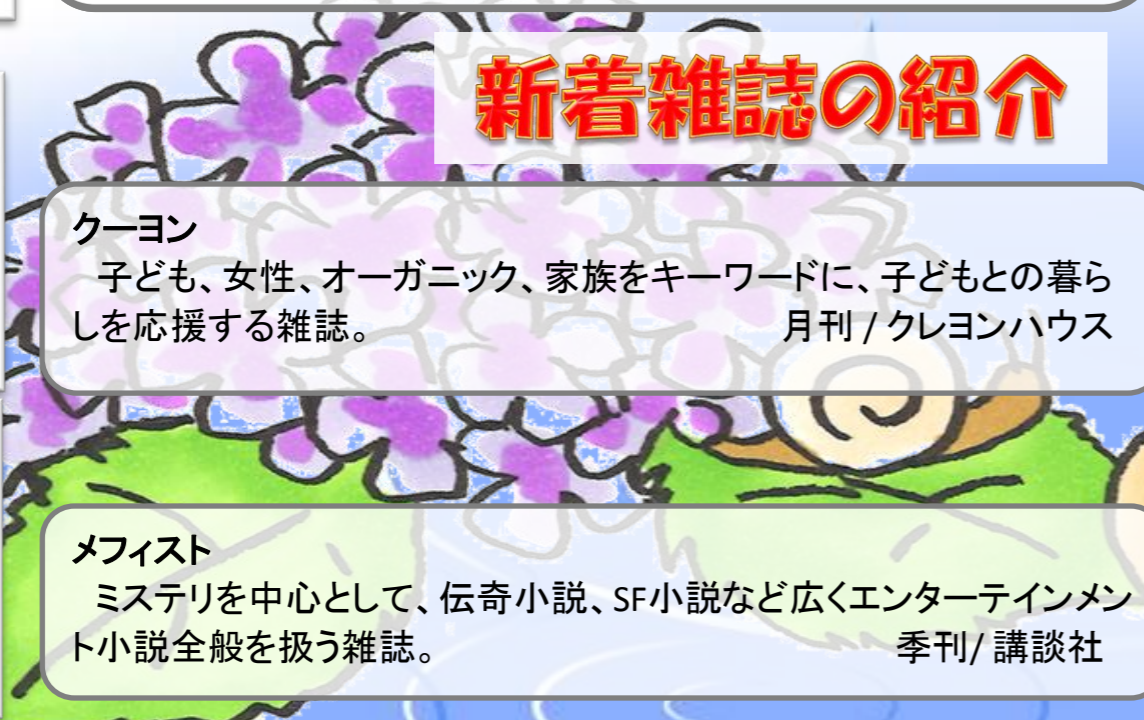 新着雑誌の紹介
クーヨン
子ども、女性、オーガニック、家族をキーワードに、子どもとの暮ら
しを応援する雑誌。 月刊 / クレヨンハウス
メフィスト
ミステリを中心として、伝奇小説、SF小説など広くエンターテインメン
ト小説全般を扱う雑誌。 季刊/ 講談社